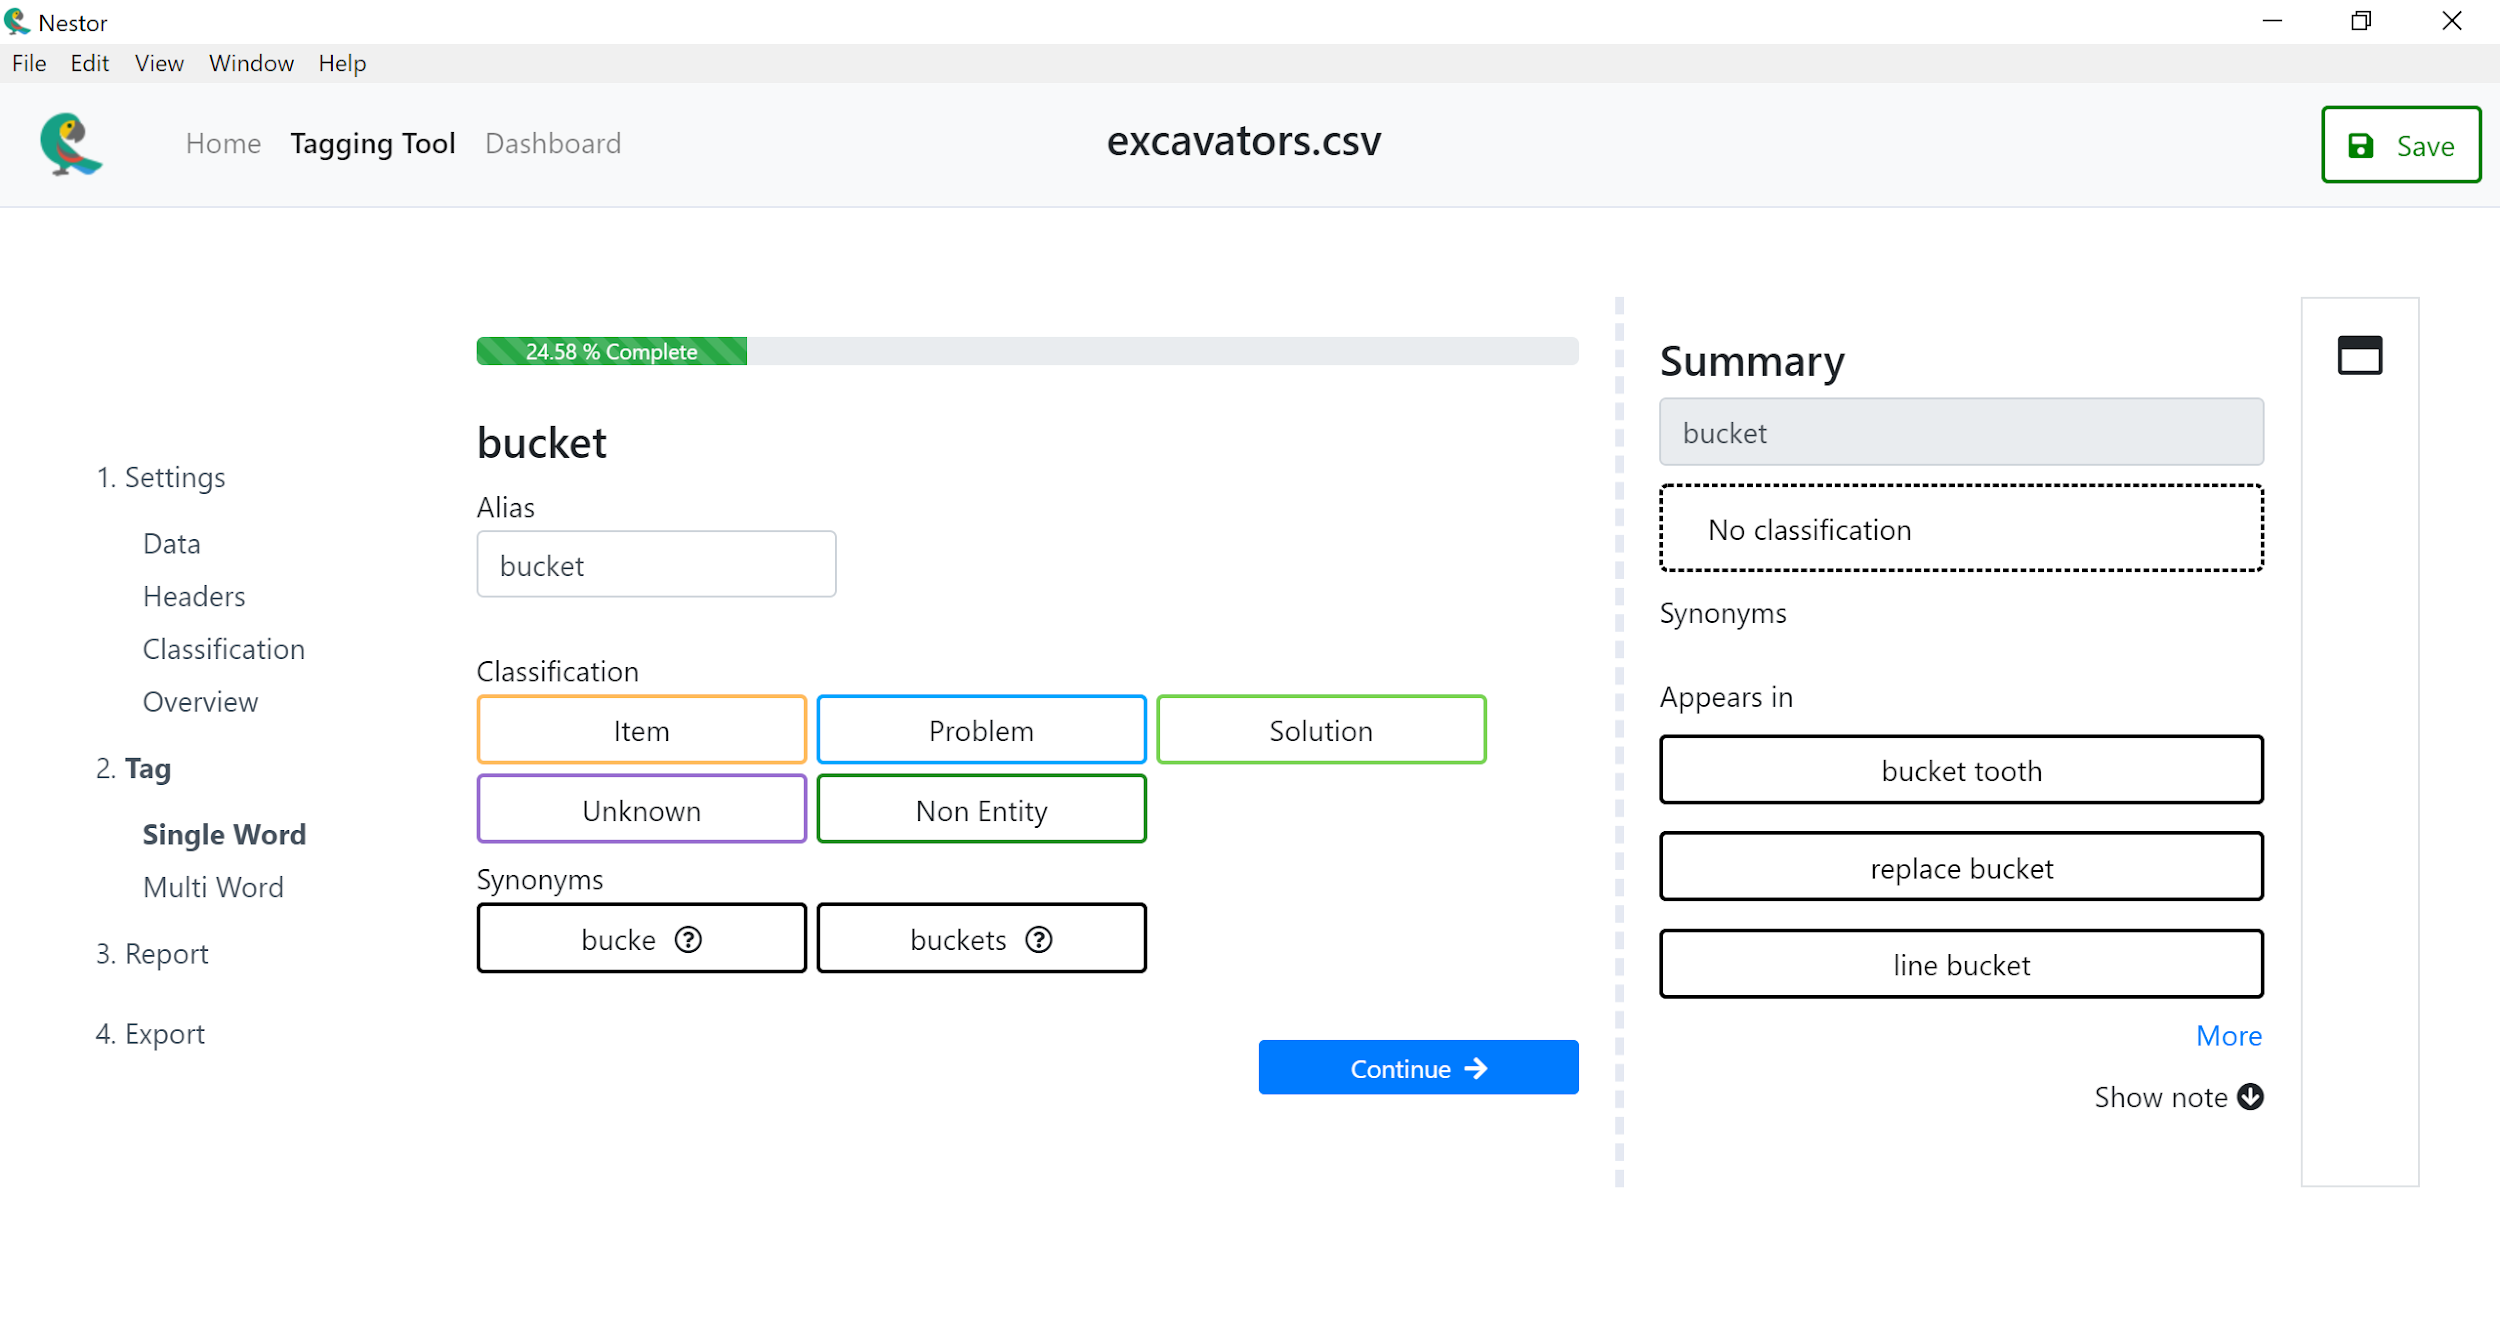 Nestor
File Edit View Window Help
Home Tagging Tool Dashboard
excavators.csv
Save
1. Settings
Data
Headers
Classification
Overview
2. Tag
Single Word
Multi Word
3. Report
4. Export
24.58 % Complete
bucket
Alias
bucket
Classification
Item Problem Solution
Unknown Non Entity
Synonyms
bucke buckets
Continue
Summary
bucket
No classification
Synonyms
Appears in
bucket tooth
replace bucket
line bucket
More
Show note